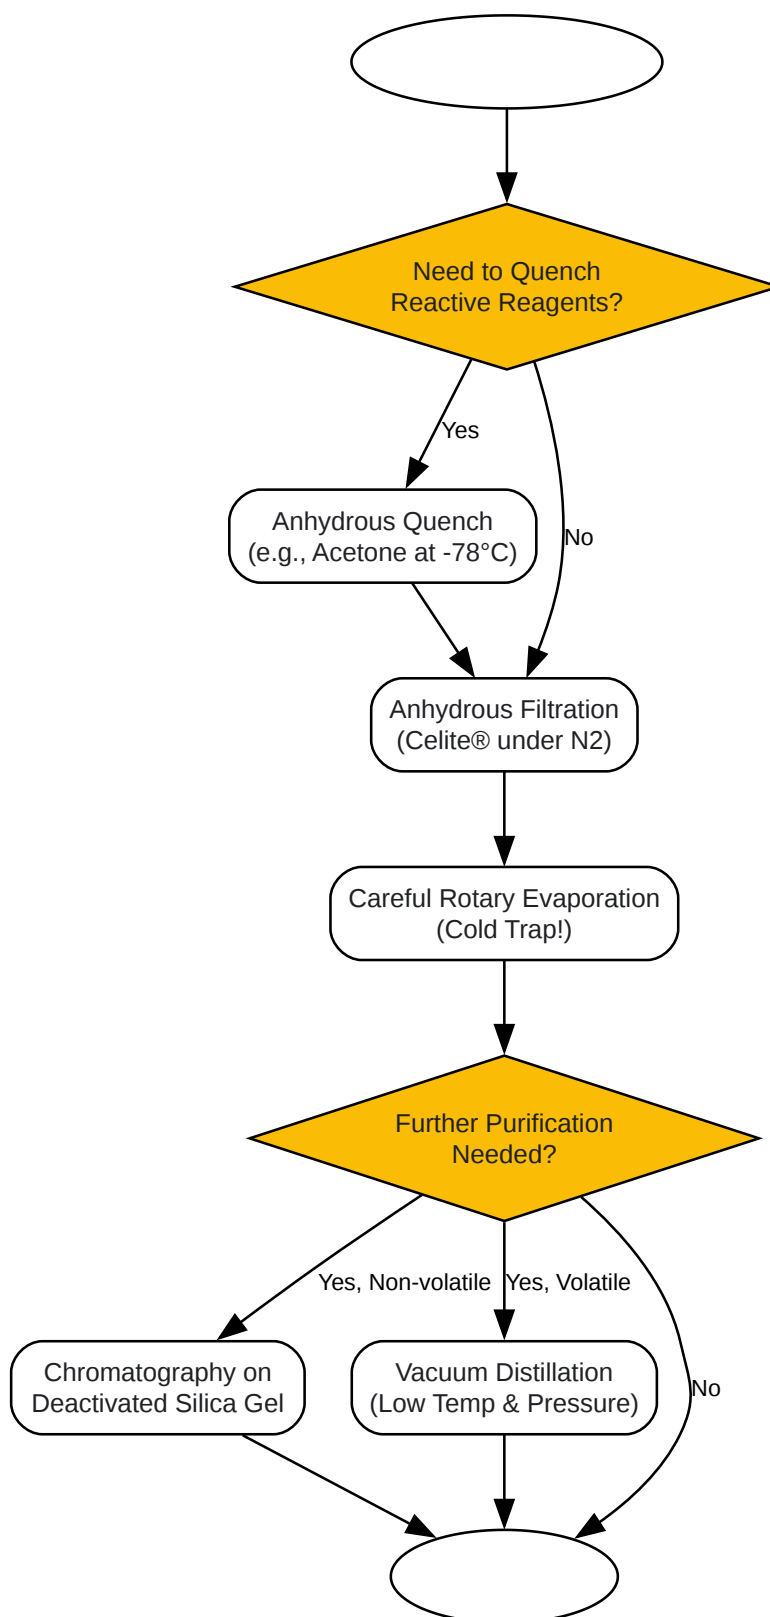 Need to Quench
Reactive Reagents?
Yes
No
Anhydrous Quench
(e.g., Acetone at -78°C)
Anhydrous Filtration
(Celite® under N2)
Careful Rotary Evaporation
(Cold Trap!)
Further Purification
Needed?
Yes, Non-volatile
Yes, Volatile
No
Chromatography on
Deactivated Silica Gel
Vacuum Distillation
(Low Temp & Pressure)